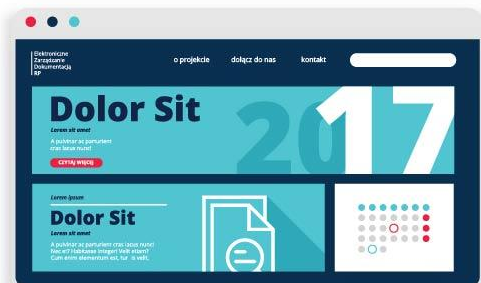 Elektroniczne
Zarządzanie
Dokumentacją
RP
o projekcie dołącz do nas kontakt
Dolor Sit
2017
Lorem sit amet
A pulvinar ac parturient
cras lacus nunc!
CZYTAJ WIĘCEJ
Lorem ipsum
Dolor Sit
Lorem sit amet
A pulvinar ac parturient cras lacus nunc!
Nec et? Habitasse integer! Velit etiam?
Cum enim elementum est, tur is velit.